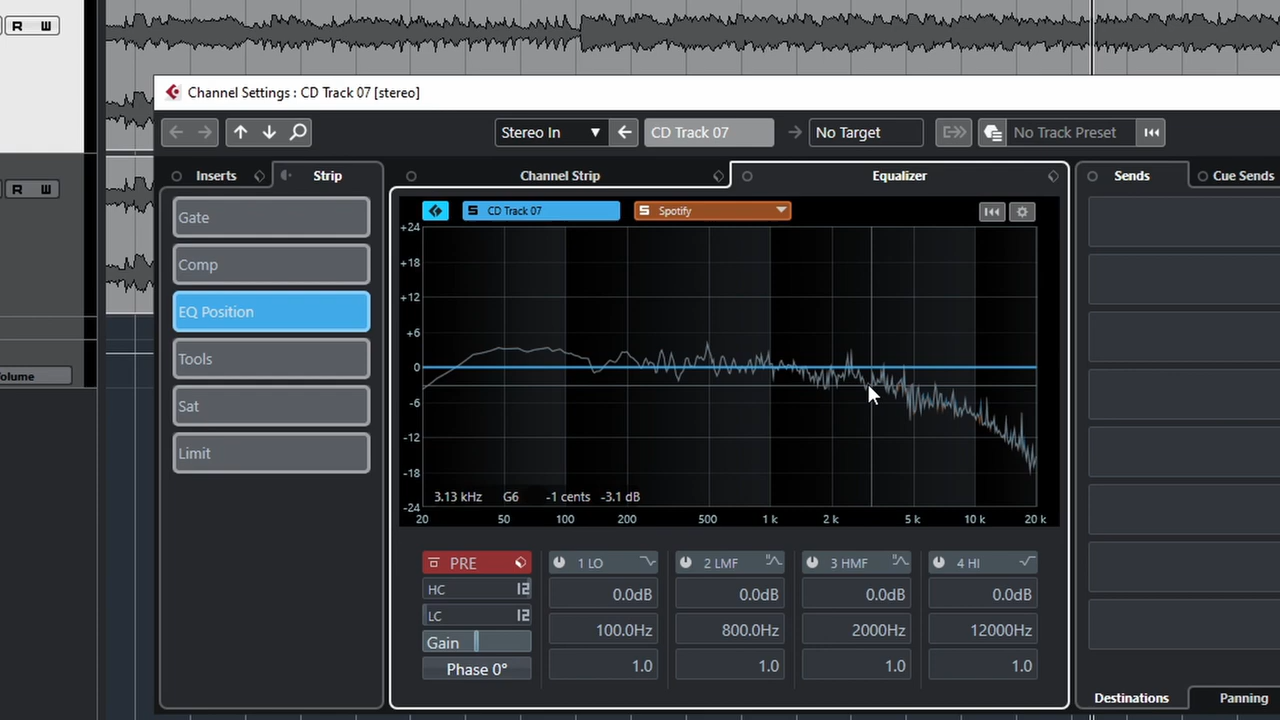 R W
Channel Settings : CD Track 07 [stereo]
Stereo In CD Track 07 No Target No Track Preset
R W
Inserts Strip Channel Strip Equalizer Sends Cue Sends
Gate
Comp
EQ Position
Tools
Sat
Limit
olume
S CD Track 07 S Spotify
+24
+18
+12
+6
0
-6
-12
-18
-24
3.13 kHz G6 -1 cents -3.1 dB
20 50 100 200 500 1 k 2 k 5 k 10 k 20 k
PRE 1 LO 2 LMF 3 HMF 4 HI
HC 12 0.0dB 0.0dB 0.0dB 0.0dB
LC 12 100.0Hz 800.0Hz 2000Hz 12000Hz
Gain
Phase 0° 1.0 1.0 1.0 1.0
Destinations Panning